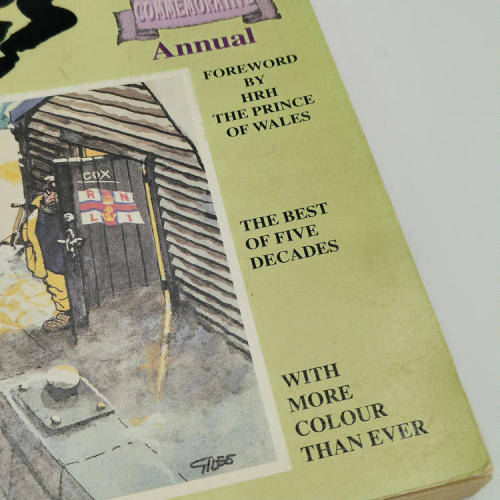 COMMEMORATIVE
Annual
FOREWORD
BY
HRH
THE PRINCE
OF WALES
COX
R N
L I
THE BEST
OF FIVE
DECADES
WITH
MORE
COLOUR
THAN EVER
GILES